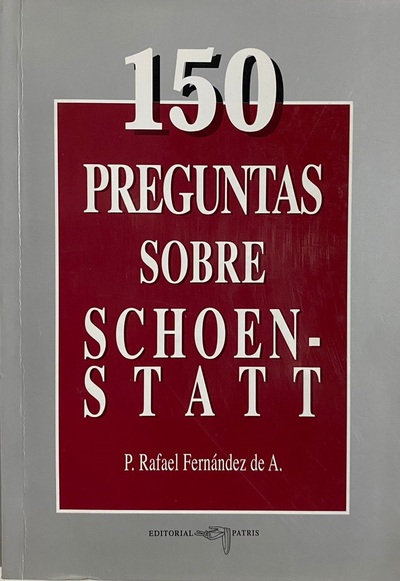 150
PREGUNTAS
SOBRE
SCHOEN-
STATT
P. Rafael Fernández de A.
EDITORIAL PATRIS